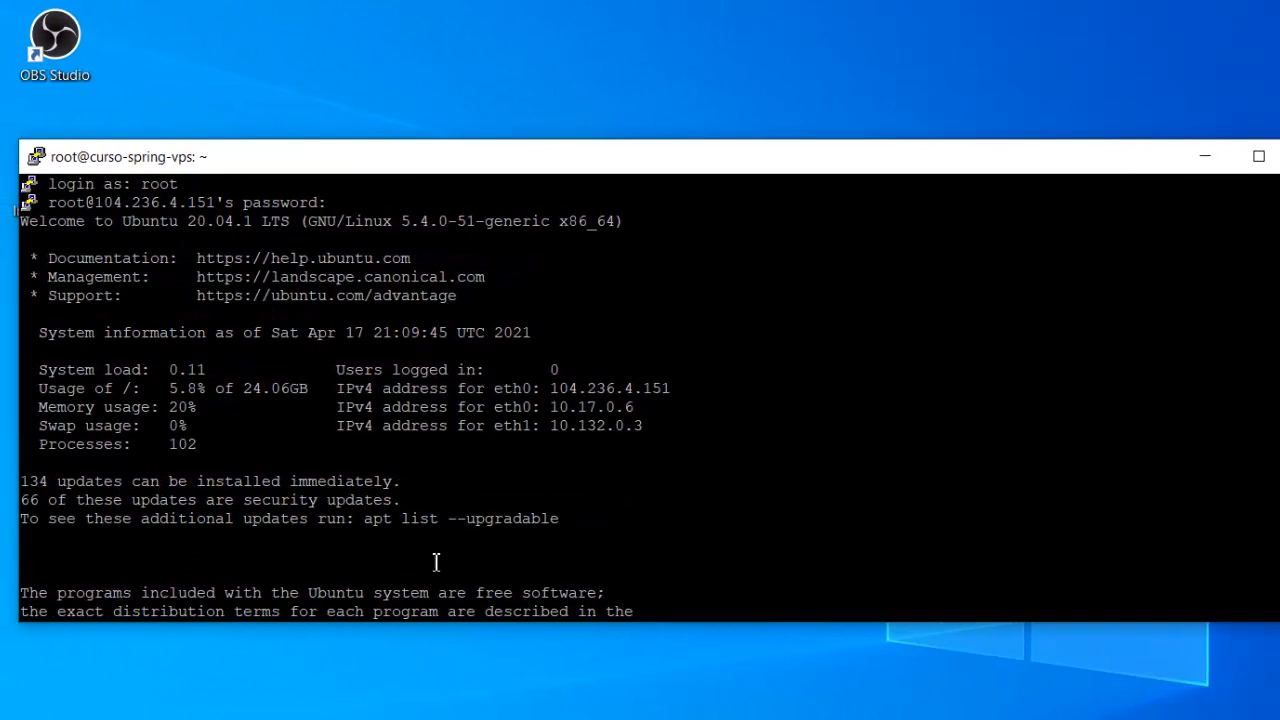 OBS Studio
root@curso-spring-vps: ~
login as: root
root@104.236.4.151's password:
Welcome to Ubuntu 20.04.1 LTS (GNU/Linux 5.4.0-51-generic x86_64)
* Documentation:  https://help.ubuntu.com
* Management:     https://landscape.canonical.com
* Support:        https://ubuntu.com/advantage
System information as of Sat Apr 17 21:09:45 UTC 2021
System load:  0.11              Users logged in:       0
Usage of /:   5.8% of 24.06GB   IPv4 address for eth0: 104.236.4.151
Memory usage: 20%               IPv4 address for eth0: 10.17.0.6
Swap usage:   0%                IPv4 address for eth1: 10.132.0.3
Processes:    102
134 updates can be installed immediately.
66 of these updates are security updates.
To see these additional updates run: apt list --upgradable
The programs included with the Ubuntu system are free software;
the exact distribution terms for each program are described in the